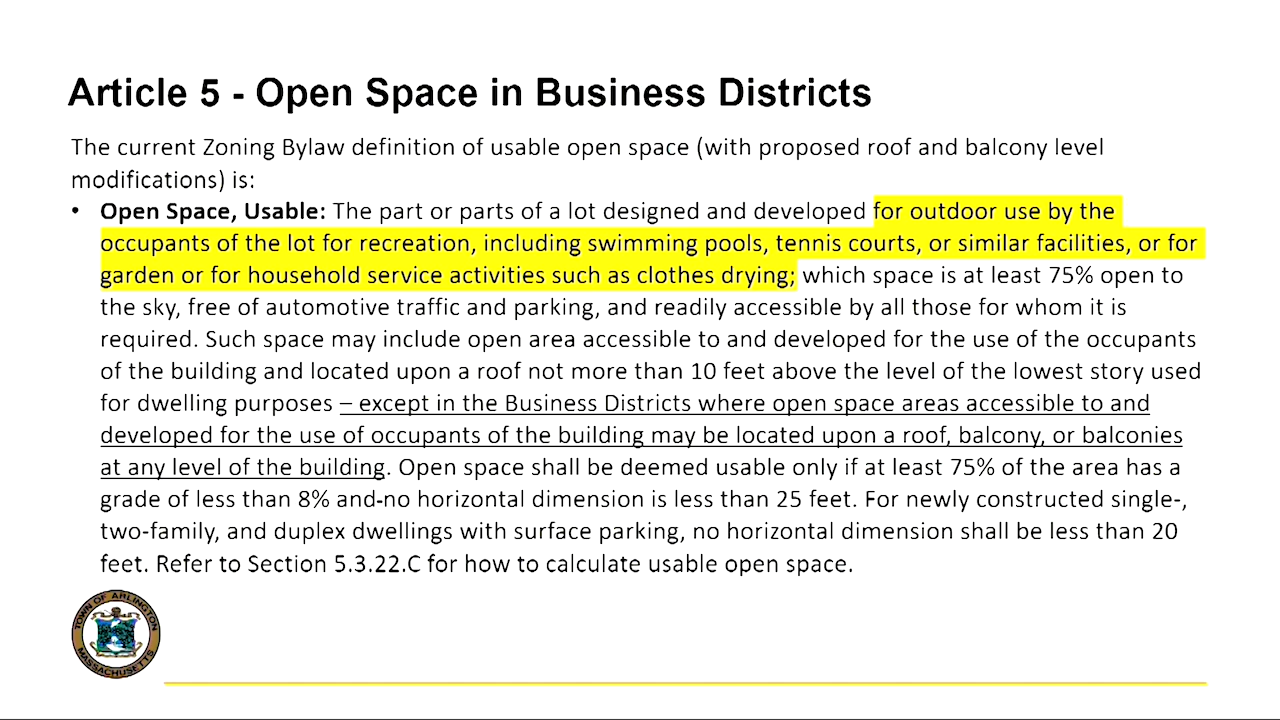 Article 5 - Open Space in Business Districts
The current Zoning Bylaw definition of usable open space (with proposed roof and balcony level
modifications) is:
• Open Space, Usable: The part or parts of a lot designed and developed for outdoor use by the
occupants of the lot for recreation, including swimming pools, tennis courts, or similar facilities, or for
garden or for household service activities such as clothes drying; which space is at least 75% open to
the sky, free of automotive traffic and parking, and readily accessible by all those for whom it is
required. Such space may include open area accessible to and developed for the use of the occupants
of the building and located upon a roof not more than 10 feet above the level of the lowest story used
for dwelling purposes – except in the Business Districts where open space areas accessible to and
developed for the use of occupants of the building may be located upon a roof, balcony, or balconies
at any level of the building. Open space shall be deemed usable only if at least 75% of the area has a
grade of less than 8% and-no horizontal dimension is less than 25 feet. For newly constructed single-,
two-family, and duplex dwellings with surface parking, no horizontal dimension shall be less than 20
feet. Refer to Section 5.3.22.C for how to calculate usable open space.
TOWN OF ARLINGTON
MASSACHUSETTS